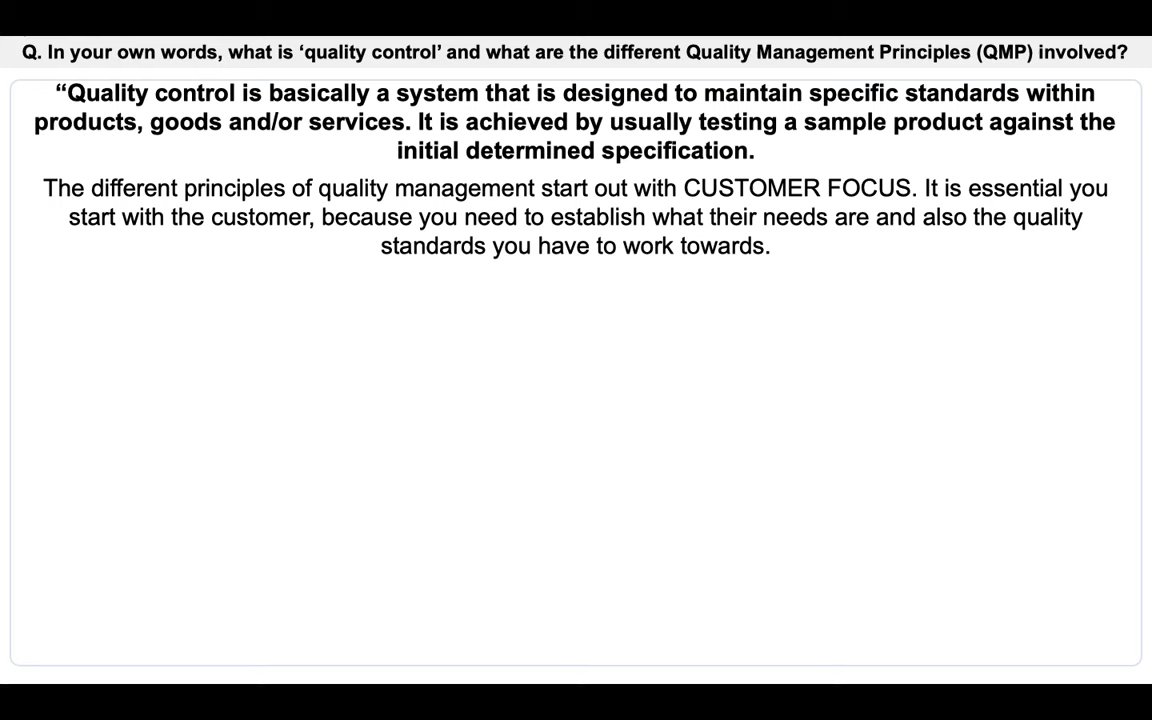 Q. In your own words, what is ‘quality control’ and what are the different Quality Management Principles (QMP) involved?
“Quality control is basically a system that is designed to maintain specific standards within
products, goods and/or services. It is achieved by usually testing a sample product against the
initial determined specification.
The different principles of quality management start out with CUSTOMER FOCUS. It is essential you
start with the customer, because you need to establish what their needs are and also the quality
standards you have to work towards.